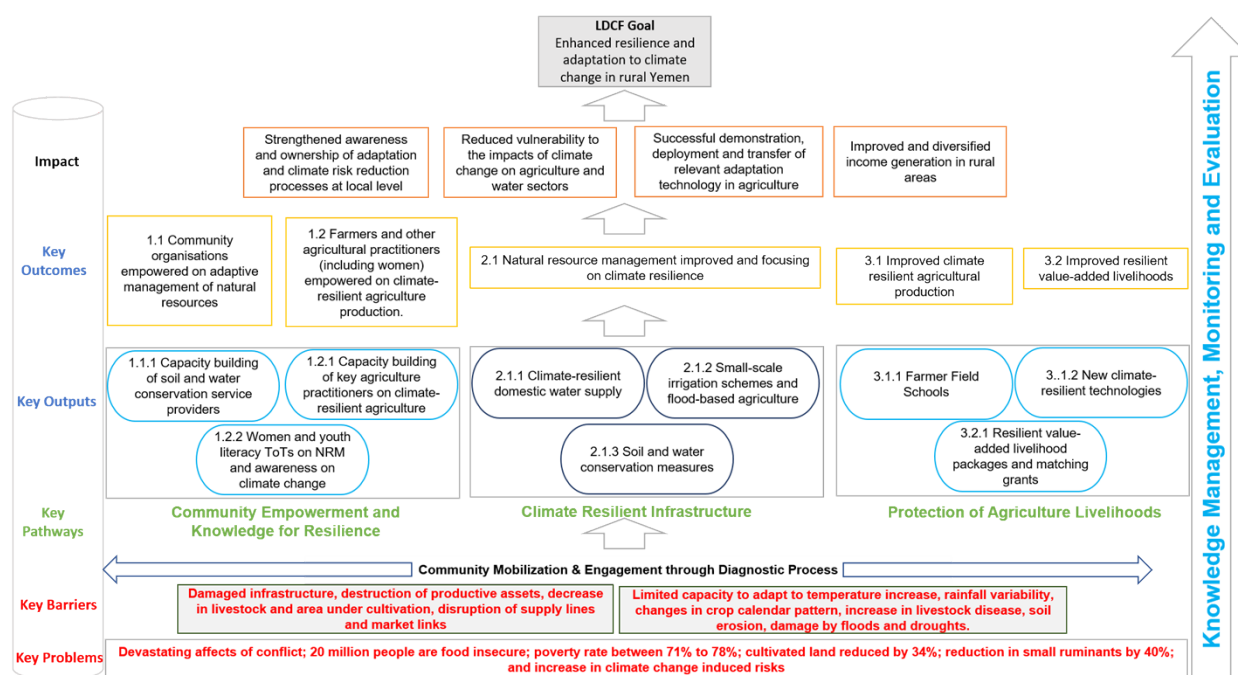 LDCF Goal
Enhanced resilience and
adaptation to climate
change in rural Yemen
Impact
Strengthened awareness
and ownership of adaptation
and climate risk reduction
processes at local level
Reduced vulnerability to
the impacts of climate
change on agriculture and
water sectors
Successful demonstration,
deployment and transfer of
relevant adaptation
technology in agriculture
Improved and diversified
income generation in rural
areas
Key
Outcomes
1.1 Community
organisations
empowered on adaptive
management of natural
resources
1.2 Farmers and other
agricultural practitioners
(including women)
empowered on climate-
resilient agriculture
production.
2.1 Natural resource management improved and focusing
on climate resilience
3.1 Improved climate
resilient agricultural
production
3.2 Improved resilient
value-added livelihoods
Key Outputs
1.1.1 Capacity building
of soil and water
conservation service
providers
1.2.1 Capacity building
of key agriculture
practitioners on climate-
resilient agriculture
1.2.2 Women and youth
literacy ToTs on NRM
and awareness on
climate change
2.1.1 Climate-resilient
domestic water supply
2.1.2 Small-scale
irrigation schemes and
flood-based agriculture
2.1.3 Soil and water
conservation measures
3.1.1 Farmer Field
Schools
3..1.2 New climate-
resilient technologies
3.2.1 Resilient value-
added livelihood
packages and matching
grants
Key
Pathways
Community Empowerment and
Knowledge for Resilience
Climate Resilient Infrastructure
Protection of Agriculture Livelihoods
Community Mobilization & Engagement through Diagnostic Process
Key Barriers
Damaged infrastructure, destruction of productive assets, decrease
in livestock and area under cultivation, disruption of supply lines
and market links
Limited capacity to adapt to temperature increase, rainfall variability,
changes in crop calendar pattern, increase in livestock disease, soil
erosion, damage by floods and droughts.
Key Problems
Devastating affects of conflict; 20 million people are food insecure; poverty rate between 71% to 78%; cultivated land reduced by 34%; reduction in small ruminants by 40%;
and increase in climate change induced risks
Knowledge Management, Monitoring and Evaluation